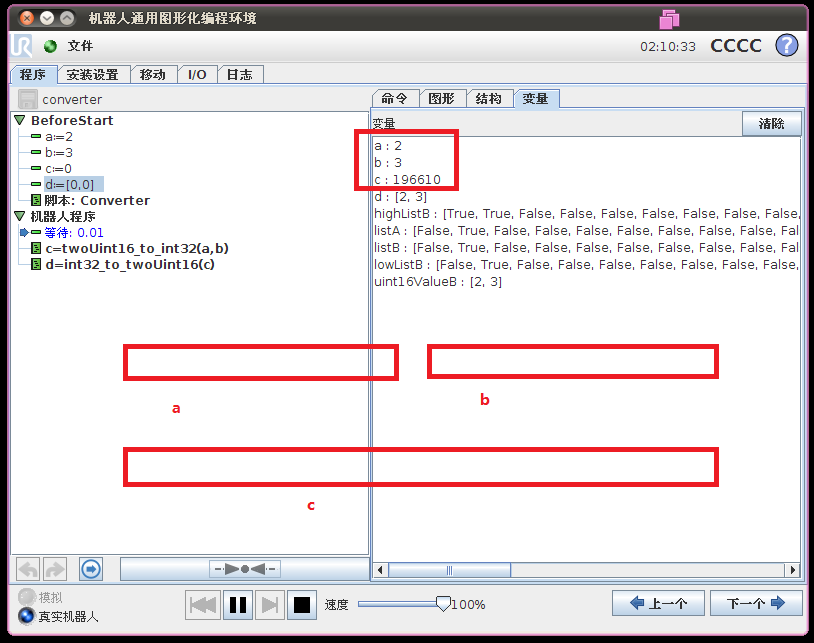 机器人通用图形化编程环境
UR 文件 02:10:33 CCCC ?
程序 安装设置 移动 I/O 日志
converter
命令 图形 结构 变量
BeforeStart
a:=2
b:=3
c:=0
d:=[0,0]
脚本: Converter
机器人程序
等待: 0.01
c=twoUint16_to_int32(a,b)
d=int32_to_twoUint16(c)
变量 清除
a : 2
b : 3
c : 196610
d : [2, 3]
highListB : [True, True, False, False, False, False, False, False, False,
listA : [False, True, False, False, False, False, False, False, Fal
listB : [False, True, False, False, False, False, False, False, Fal
lowListB : [False, True, False, False, False, False, False, False,
uint16ValueB : [2, 3]
a
b
c
模拟
真实机器人
速度 100%
上一个 下一个